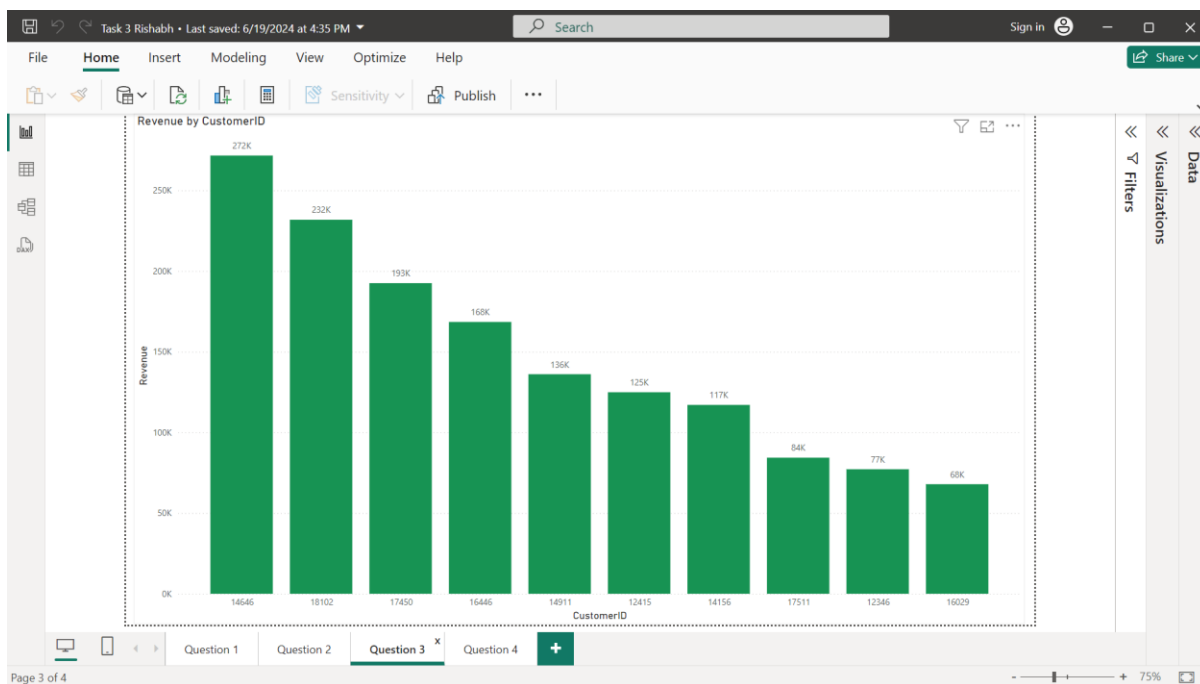 Task 3 Rishabh • Last saved: 6/19/2024 at 4:35 PM
Search
Sign in
File Home Insert Modeling View Optimize Help
Share
Sensitivity
Publish
Revenue by CustomerID
272K
232K
193K
168K
136K
125K
117K
84K
77K
68K
250K
200K
150K
100K
50K
0K
Revenue
14646 18102 17450 16446 14911 12415 14156 17511 12346 16029
CustomerID
Filters
Visualizations
Data
DAX
Question 1 Question 2 Question 3 x Question 4 +
Page 3 of 4
- + 75%